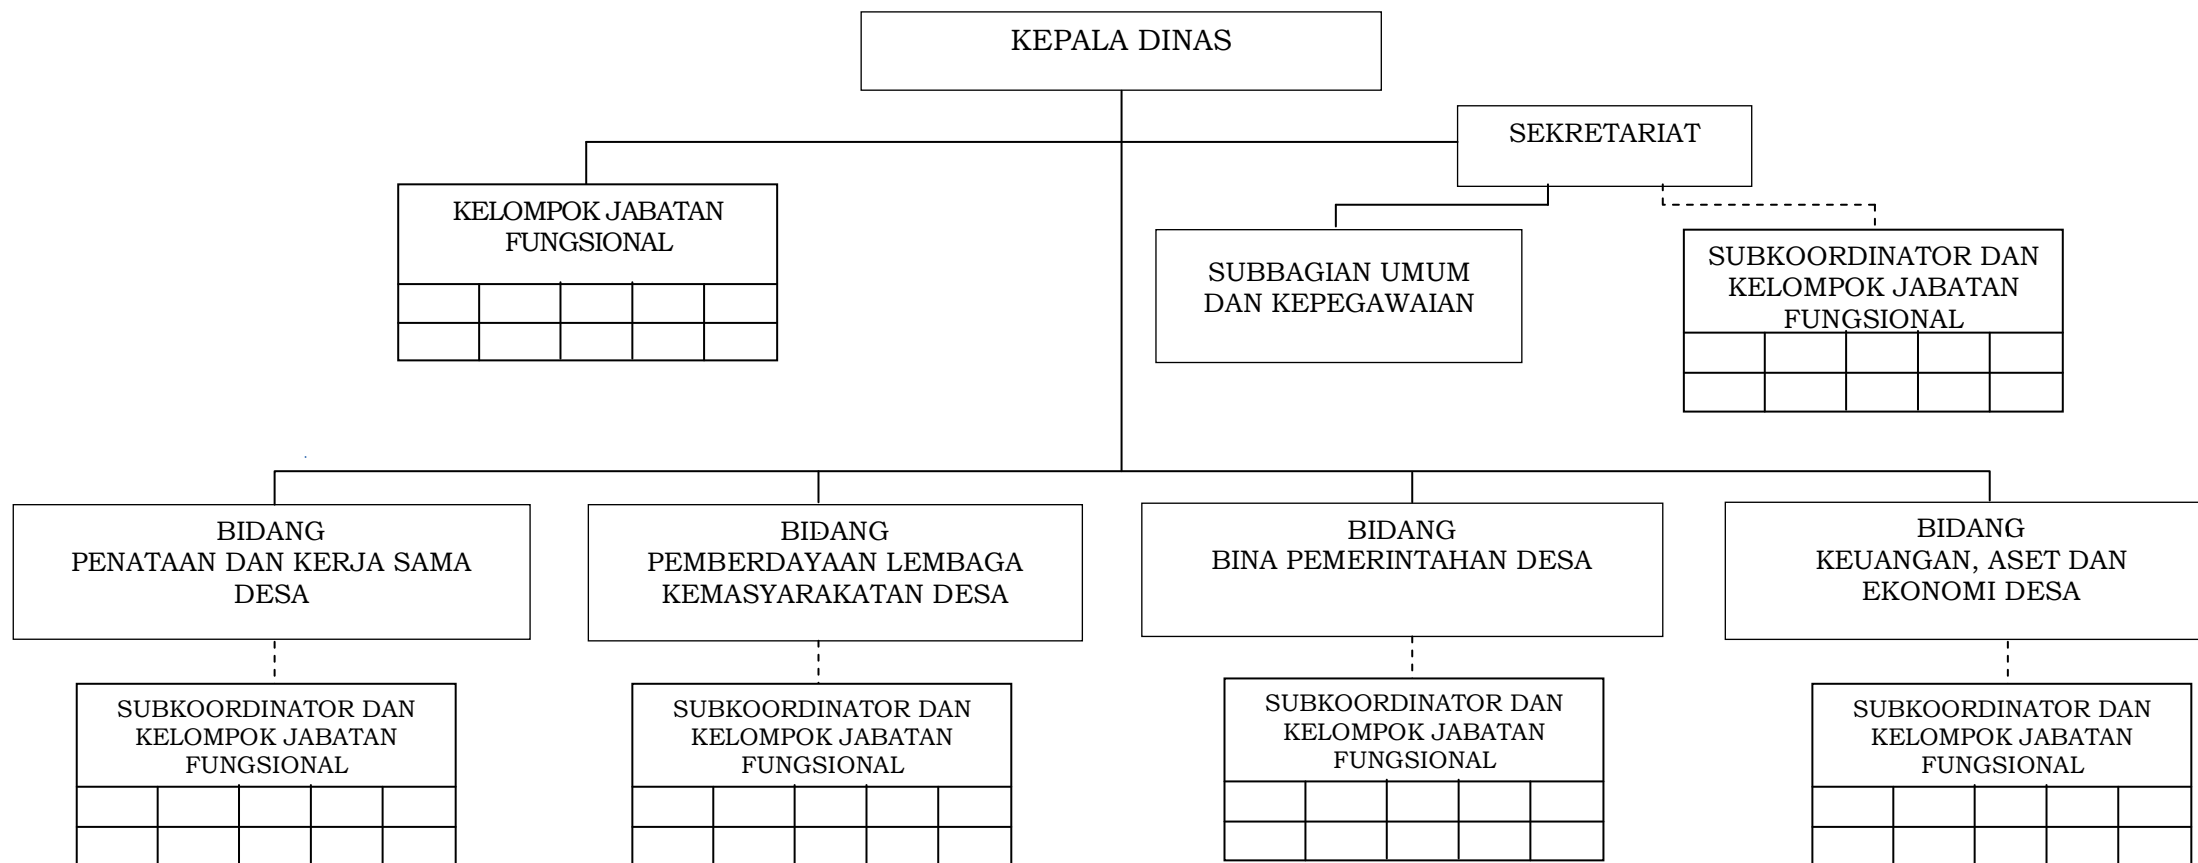 KEPALA DINAS
SEKRETARIAT
KELOMPOK JABATAN
FUNGSIONAL
SUBBAGIAN UMUM
DAN KEPEGAWAIAN
SUBKOORDINATOR DAN
KELOMPOK JABATAN
FUNGSIONAL
BIDANG
PENATAAN DAN KERJA SAMA
DESA
BIDANG
PEMBERDAYAAN LEMBAGA
KEMASYARAKATAN DESA
BIDANG
BINA PEMERINTAHAN DESA
BIDANG
KEUANGAN, ASET DAN
EKONOMI DESA
SUBKOORDINATOR DAN
KELOMPOK JABATAN
FUNGSIONAL
SUBKOORDINATOR DAN
KELOMPOK JABATAN
FUNGSIONAL
SUBKOORDINATOR DAN
KELOMPOK JABATAN
FUNGSIONAL
SUBKOORDINATOR DAN
KELOMPOK JABATAN
FUNGSIONAL